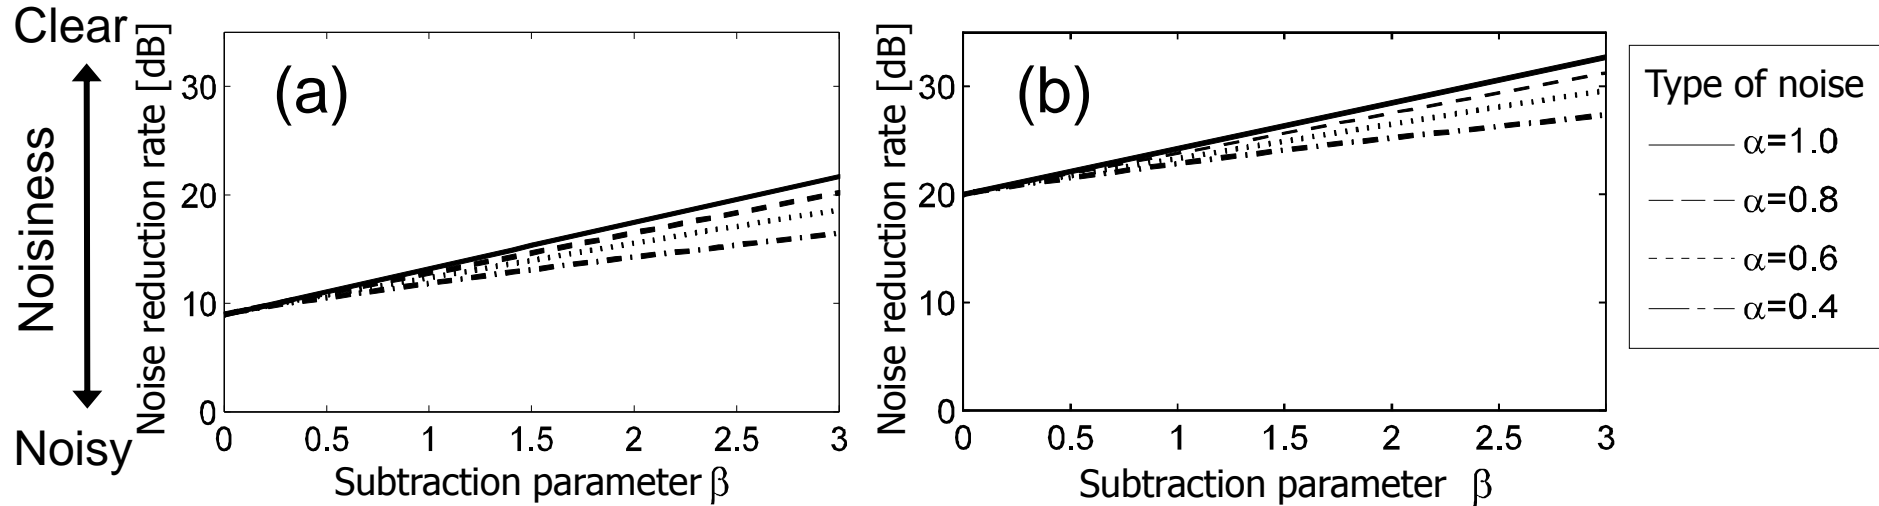 Clear
Noisiness
Noisy
Noise reduction rate [dB]
(a)
30
20
10
0
0 0.5 1 1.5 2 2.5 3
Subtraction parameter β
Noise reduction rate [dB]
(b)
30
20
10
0
0 0.5 1 1.5 2 2.5 3
Subtraction parameter β
Type of noise
α=1.0
α=0.8
α=0.6
α=0.4